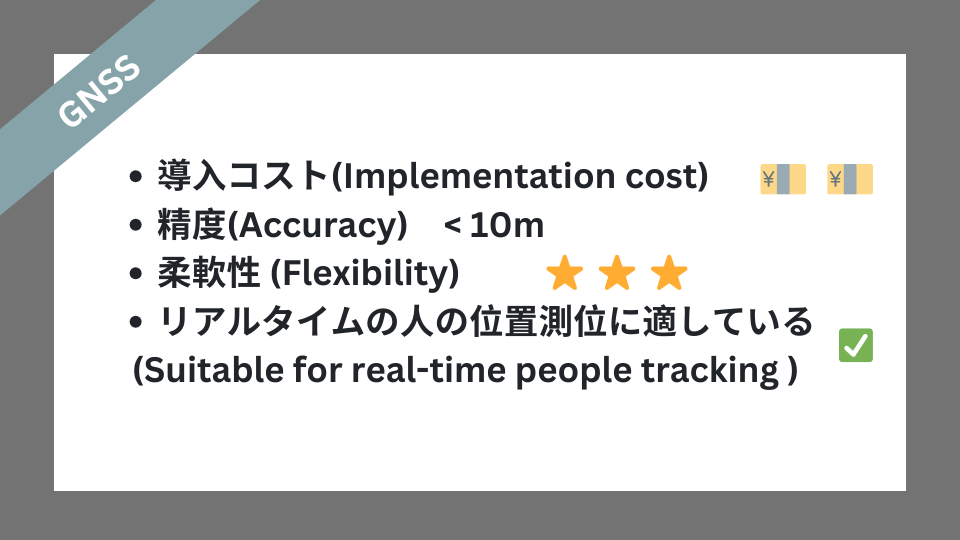 GNSS
• 導入コスト(Implementation cost) 💴 💴
• 精度(Accuracy) < 10m
• 柔軟性 (Flexibility) ⭐ ⭐ ⭐
• リアルタイムの人の位置測位に適している
(Suitable for real-time people tracking ) ✅